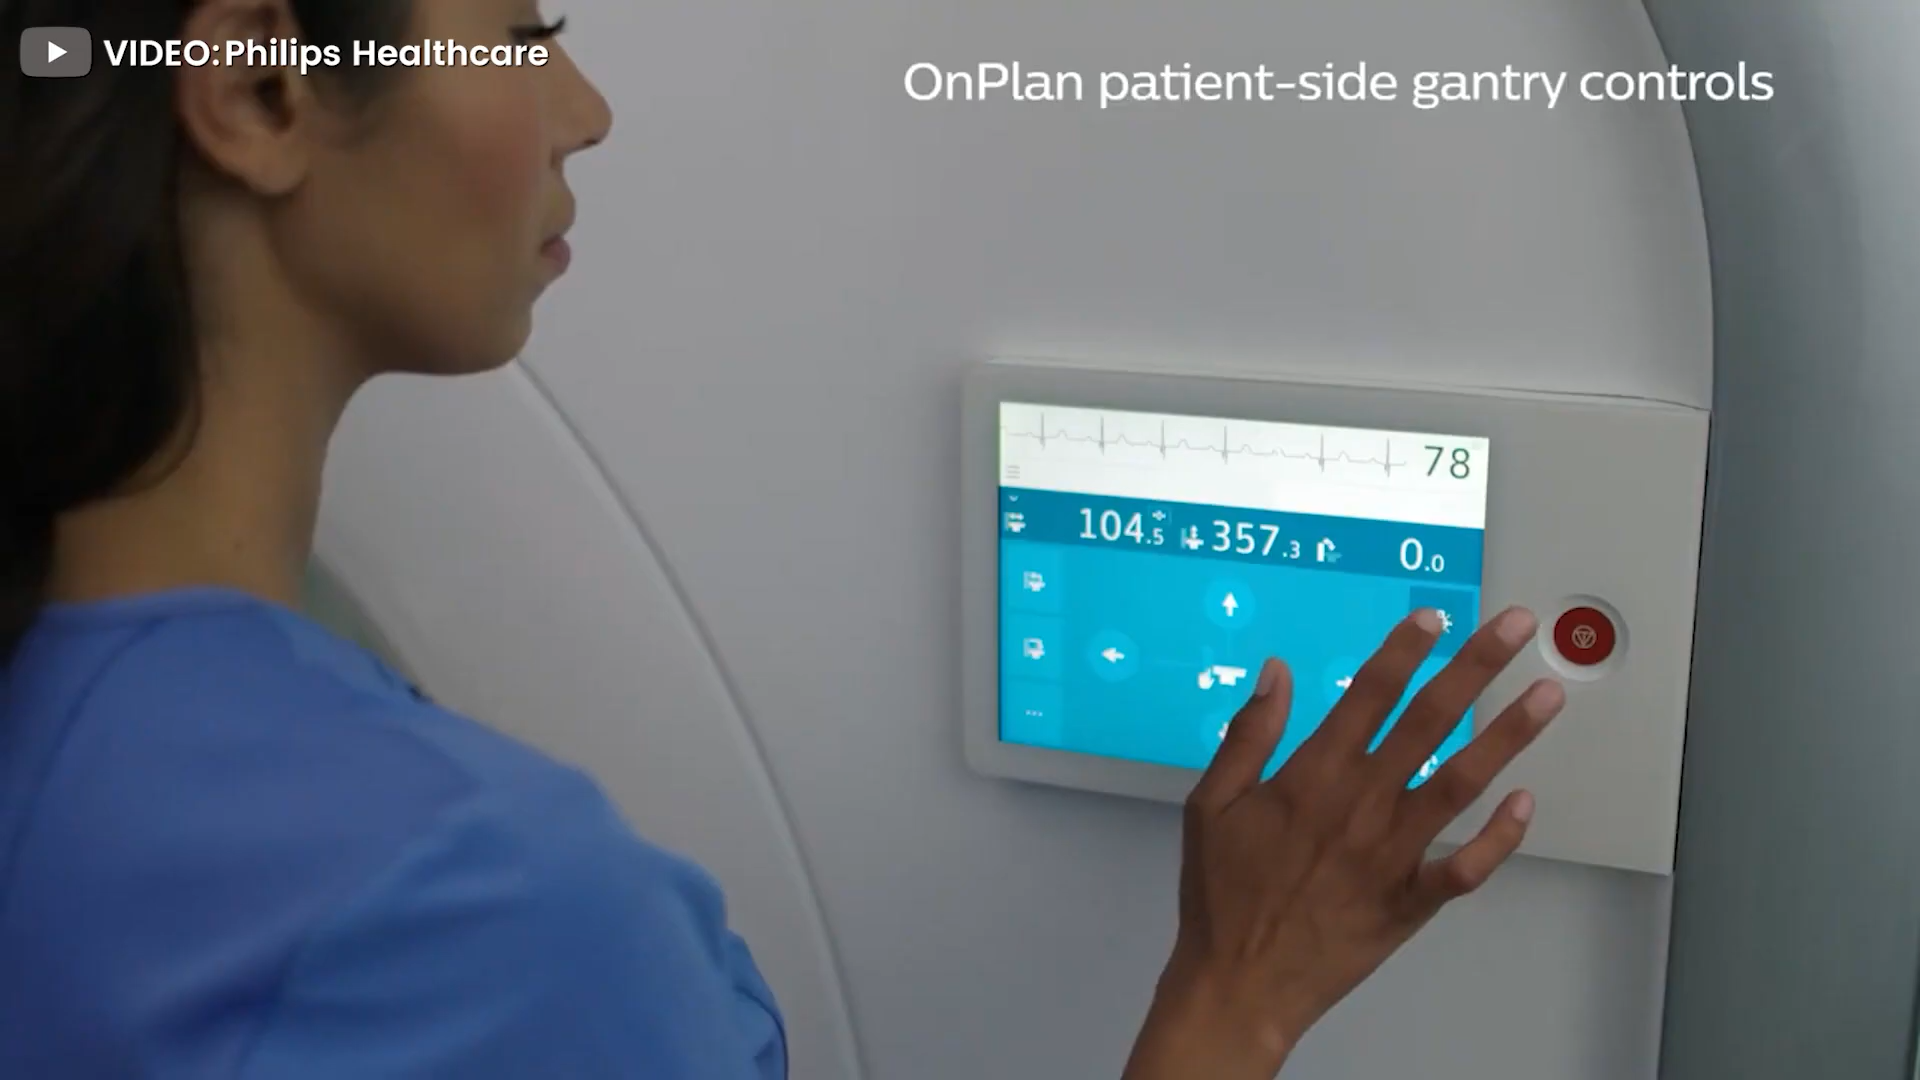 VIDEO: Philips Healthcare
OnPlan patient-side gantry controls
78
104.5 357.3 0.0